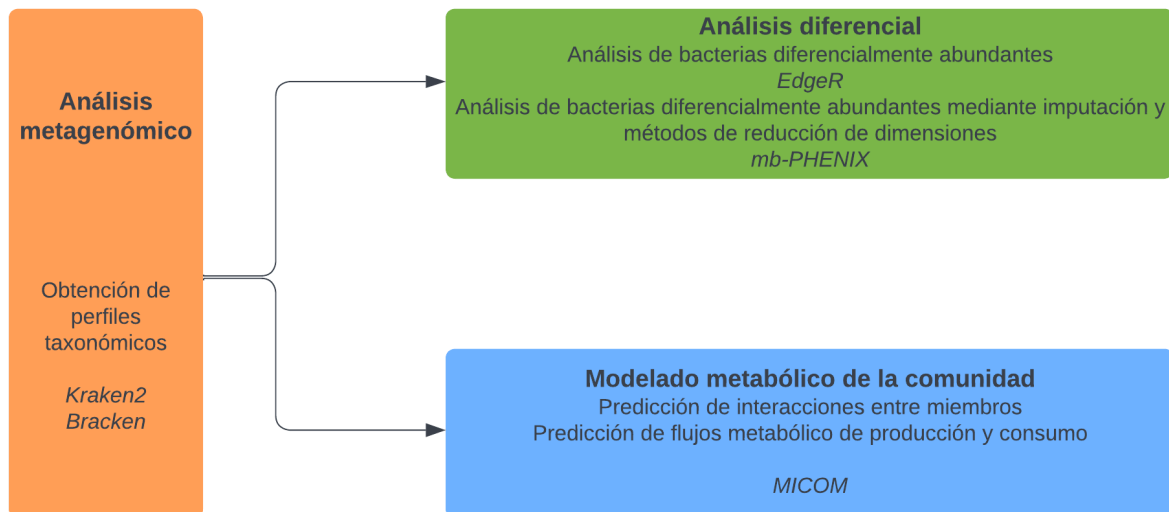 Análisis
metagenómico
Obtención de
perfiles
taxonómicos
Kraken2
Bracken
Análisis diferencial
Análisis de bacterias diferencialmente abundantes
EdgeR
Análisis de bacterias diferencialmente abundantes mediante imputación y
métodos de reducción de dimensiones
mb-PHENIX
Modelado metabólico de la comunidad
Predicción de interacciones entre miembros
Predicción de flujos metabólico de producción y consumo
MICOM